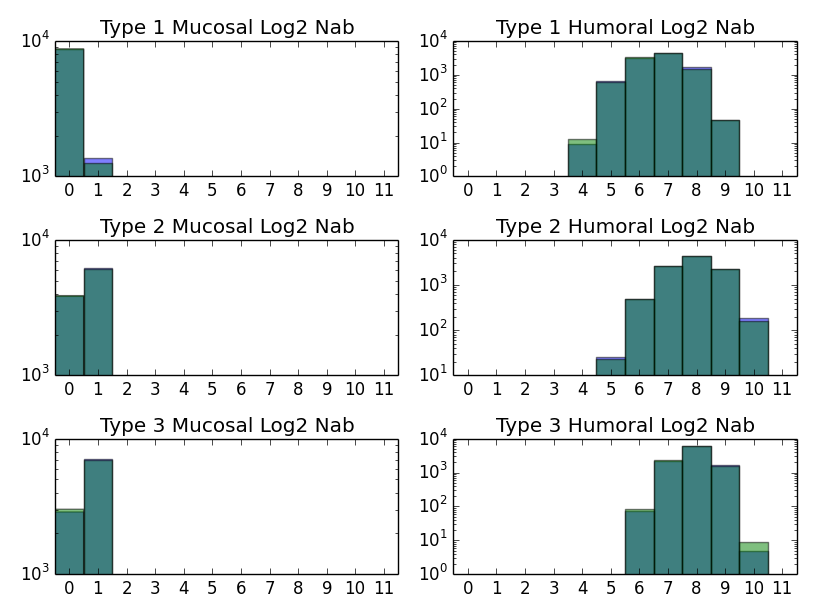 Type 1 Mucosal Log2 Nab
10^4
10^3
0 1 2 3 4 5 6 7 8 9 10 11
Type 1 Humoral Log2 Nab
10^4
10^3
10^2
10^1
10^0
0 1 2 3 4 5 6 7 8 9 10 11
Type 2 Mucosal Log2 Nab
10^4
10^3
0 1 2 3 4 5 6 7 8 9 10 11
Type 2 Humoral Log2 Nab
10^4
10^3
10^2
10^1
0 1 2 3 4 5 6 7 8 9 10 11
Type 3 Mucosal Log2 Nab
10^4
10^3
0 1 2 3 4 5 6 7 8 9 10 11
Type 3 Humoral Log2 Nab
10^4
10^3
10^2
10^1
10^0
0 1 2 3 4 5 6 7 8 9 10 11